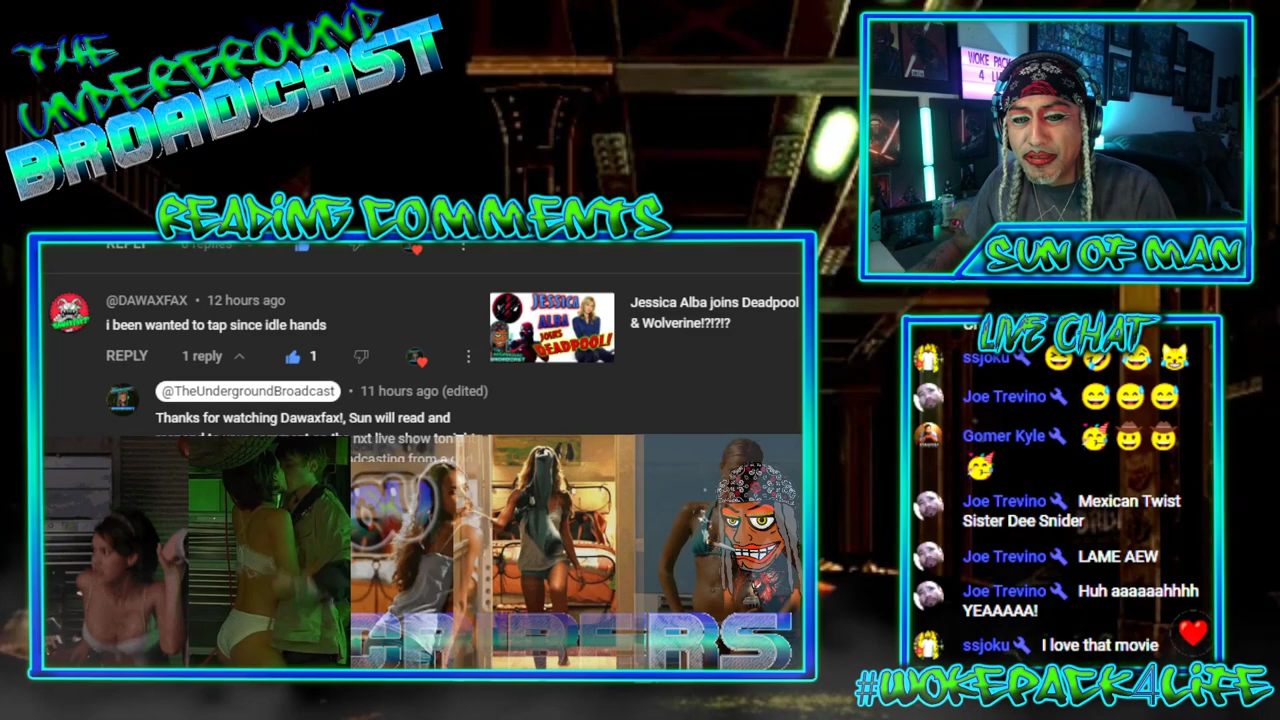 THE
UNDERGROUND
BROADCAST
WOKE PAC
4 LI
SUN OF MAN
READING COMMENTS
REPLY
@DAWAXFAX • 12 hours ago
i been wanted to tap since idle hands
REPLY 1 reply 1
@TheUndergroundBroadcast • 11 hours ago (edited)
Thanks for watching Dawaxfax!, Sun will read and
JESSICA
ALBA
JOINS
DEADPOOL!
Jessica Alba joins Deadpool
& Wolverine!?!?!?
LIVE CHAT
ssjoku
Joe Trevino
Gomer Kyle
Joe Trevino Mexican Twist
Sister Dee Snider
Joe Trevino LAME AEW
Joe Trevino Huh aaaaaahhhh
YEAAAAA!
ssjoku I love that movie
#WOKEPACK4LIFE